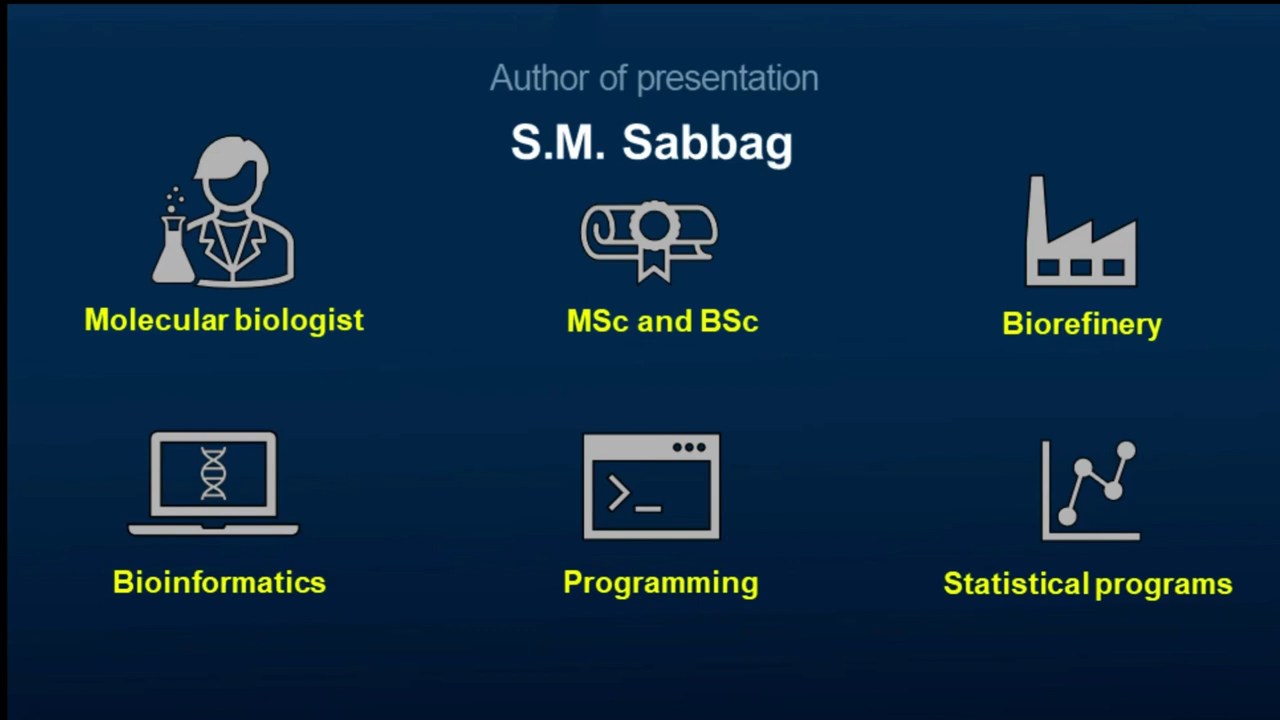 Author of presentation
S.M. Sabbag
Molecular biologist
MSc and BSc
Biorefinery
>_
Bioinformatics
Programming
Statistical programs